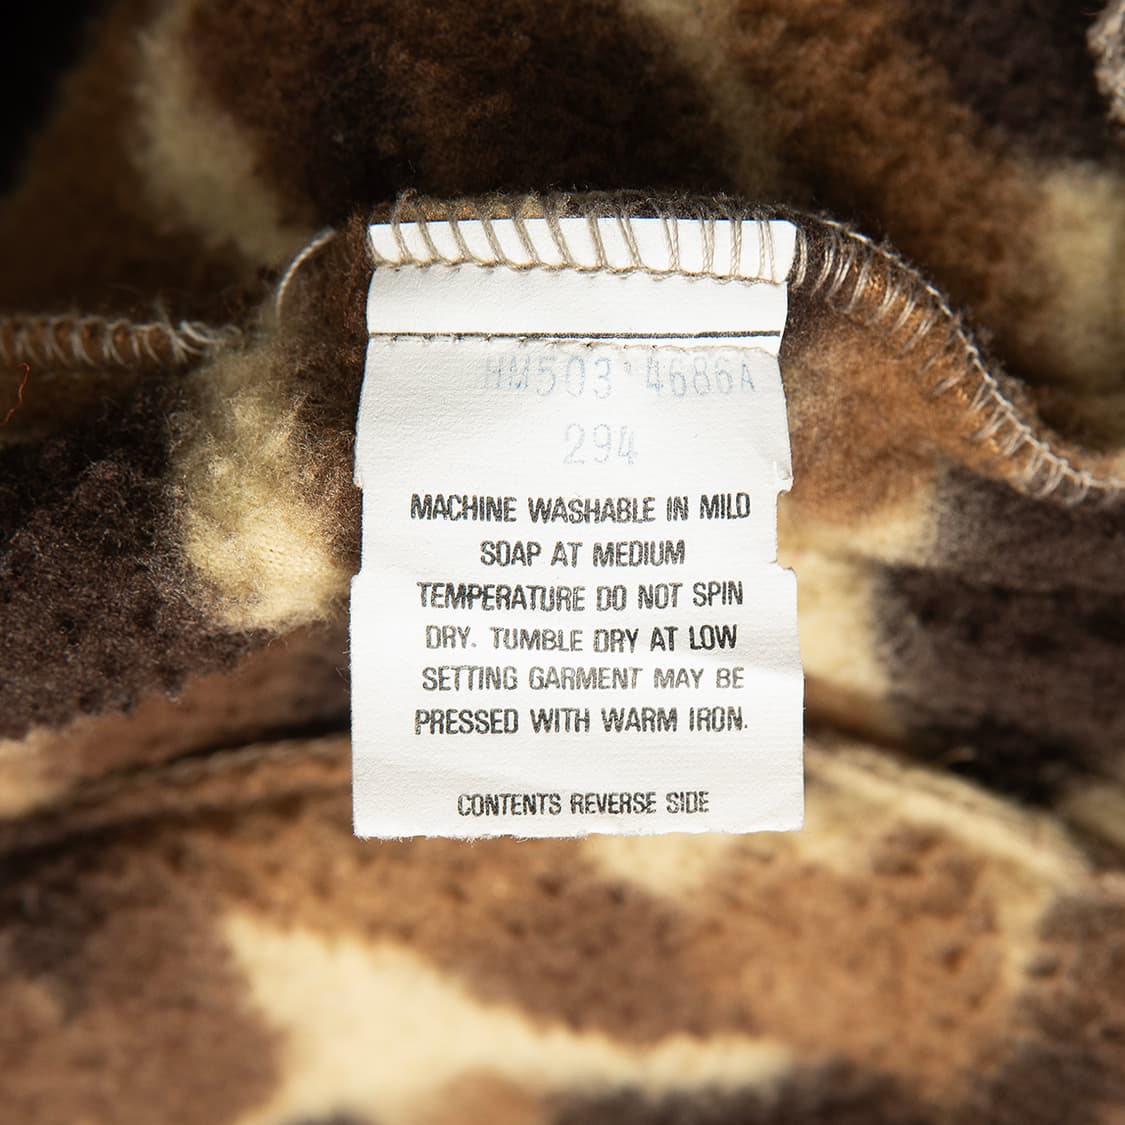 HM503 4686A
294
MACHINE WASHABLE IN MILD
SOAP AT MEDIUM
TEMPERATURE DO NOT SPIN
DRY. TUMBLE DRY AT LOW
SETTING GARMENT MAY BE
PRESSED WITH WARM IRON.
CONTENTS REVERSE SIDE